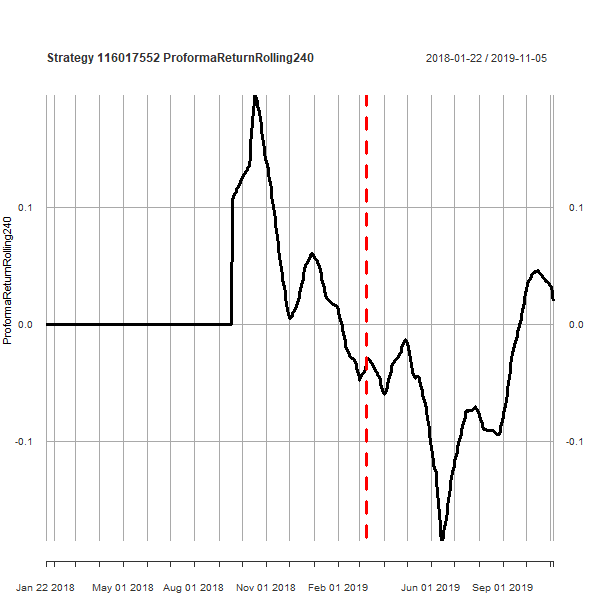 Strategy 116017552 ProformaReturnRolling240
2018-01-22 / 2019-11-05
ProformaReturnRolling240
0.1
0.0
-0.1
0.1
0.0
-0.1
Jan 22 2018 May 01 2018 Aug 01 2018 Nov 01 2018 Feb 01 2019 Jun 01 2019 Sep 01 2019